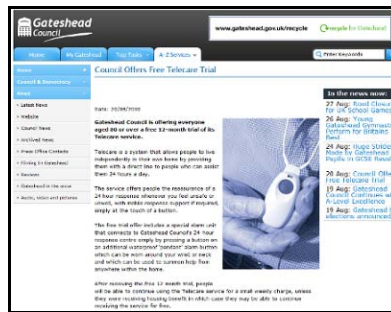 Gateshead
Council
www.gateshead.gov.uk/recycle
recycle for Gateshead
Home
My Gateshead
Top Tasks
A-Z Services
Enter Keywords
Home
Council & Democracy
News
Latest News
Website
Council News
Archived News
Press Office Contacts
Filming in Gateshead
Gateshead in the
Audio, video and pictures
Council Offers Free Telecare Trial
Date: 20/08/2010
Gateshead Council is offering everyone
aged 80 or over a free 12-month trial of its
Telecare service.
Telecare is a system that allows people to live
independently in their own home by providing
them with a direct line to people who can assist
them 24 hours a day.
The service offers people the reassurance of a
24 hour response whenever they feel unsafe or
unwell, with mobile response support if required,
simply at the touch of a button.
The free trial offer includes a special alarm unit
that connects to Gateshead Council's 24 hour
response centre simply by pressing a button on
an additional waterproof 'pendant' alarm button
which can be worn around your wrist or neck
and which can be used to summon help from
anywhere within the home.
After receiving the free 12 month trial, people
will be able to continue using the Telecare service for a small weekly charge, unless
they were receiving housing benefit in which case they may be able to continue
receiving the service for free.
In the news now:
27 Aug: Road Closur
for UK School Games
26 Aug: Young
Gateshead Gymnasts
Perform for Britain's
Best
24 Aug: Huge Strides
Made by Gateshead
Pupils in GCSE Results
20 Aug: Council Offe
Free Telecare Trial
19 Aug: Gateshead
Council Continues wi
A-Level Excellence
19 Aug: Gateshead b
elections announced